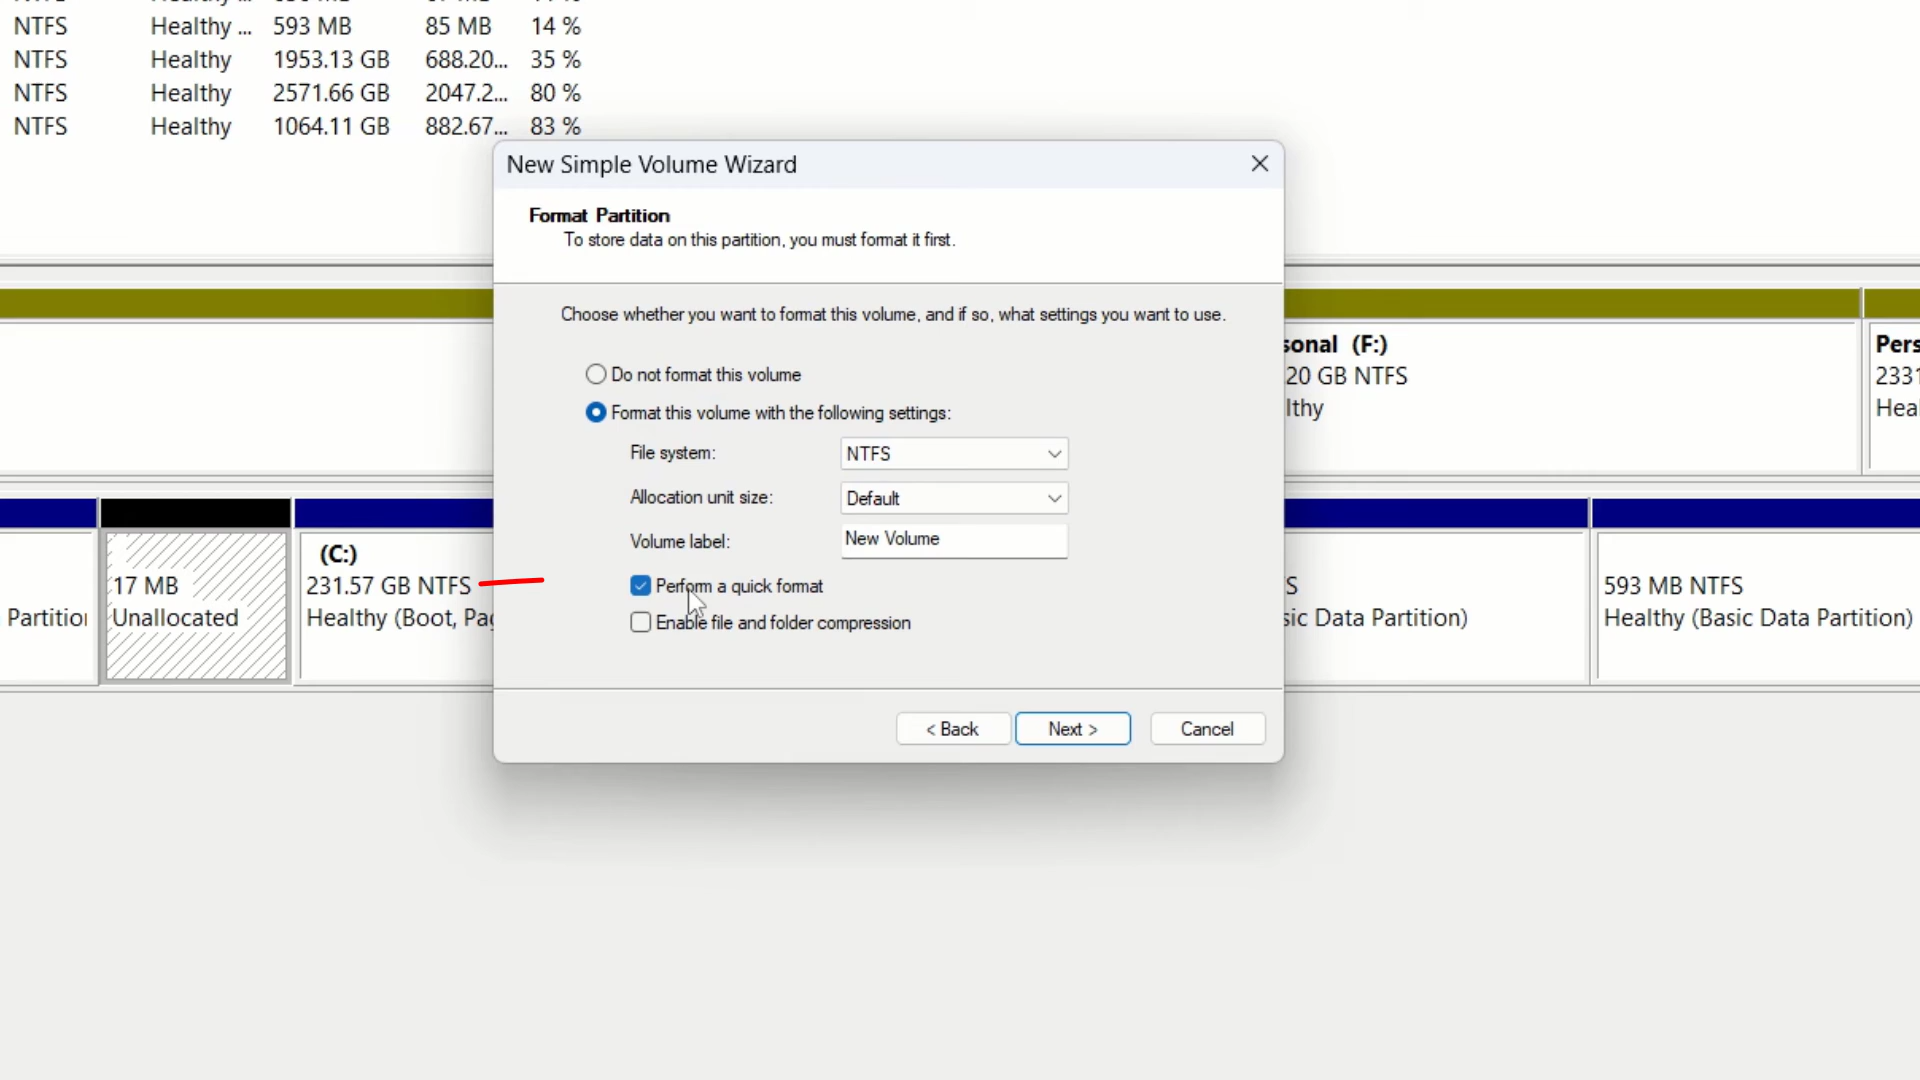 NTFS Healthy ... 593 MB 85 MB 14 %
NTFS Healthy 1953.13 GB 688.20... 35 %
NTFS Healthy 2571.66 GB 2047.2... 80 %
NTFS Healthy 1064.11 GB 882.67... 83 %
New Simple Volume Wizard
Format Partition
To store data on this partition, you must format it first.
Choose whether you want to format this volume, and if so, what settings you want to use.
Do not format this volume
Format this volume with the following settings:
File system: NTFS
Allocation unit size: Default
Volume label: New Volume
Perform a quick format
Enable file and folder compression
< Back Next > Cancel
sonal (F:)
20 GB NTFS
lthy
Pers
2331
Heal
Partition
17 MB
Unallocated
(C:)
231.57 GB NTFS
Healthy (Boot, Pag
S
sic Data Partition)
593 MB NTFS
Healthy (Basic Data Partition)